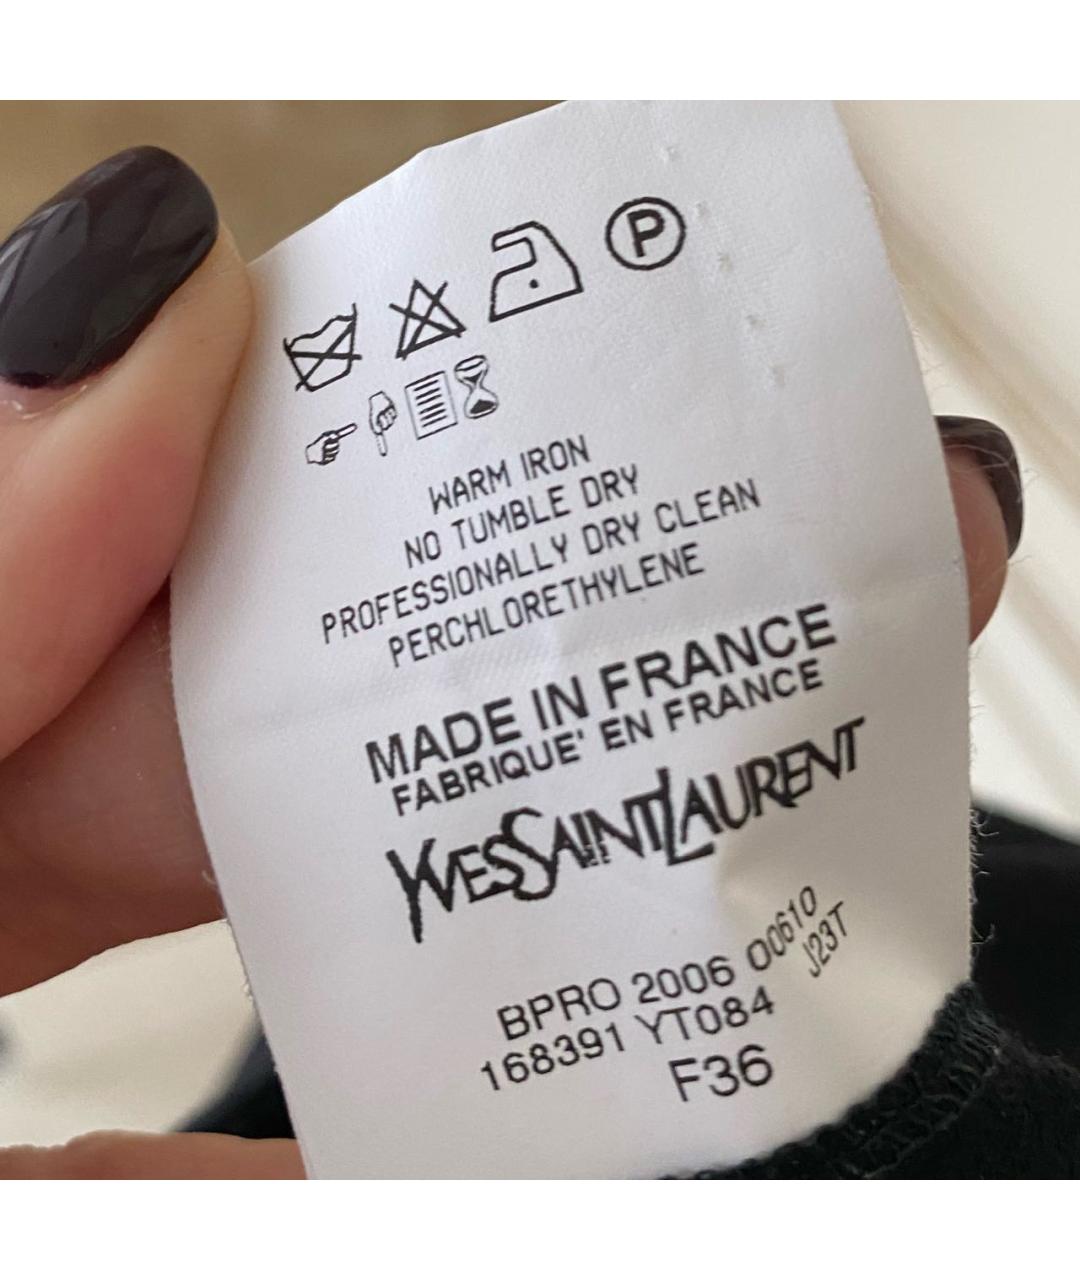 P
WARM IRON
NO TUMBLE DRY
PROFESSIONALLY DRY CLEAN
PERCHLORETHYLENE
MADE IN FRANCE
FABRIQUE' EN FRANCE
YVESSAINTLAURENT
BPRO 2006 00610
J23T
168391 YT084
F36